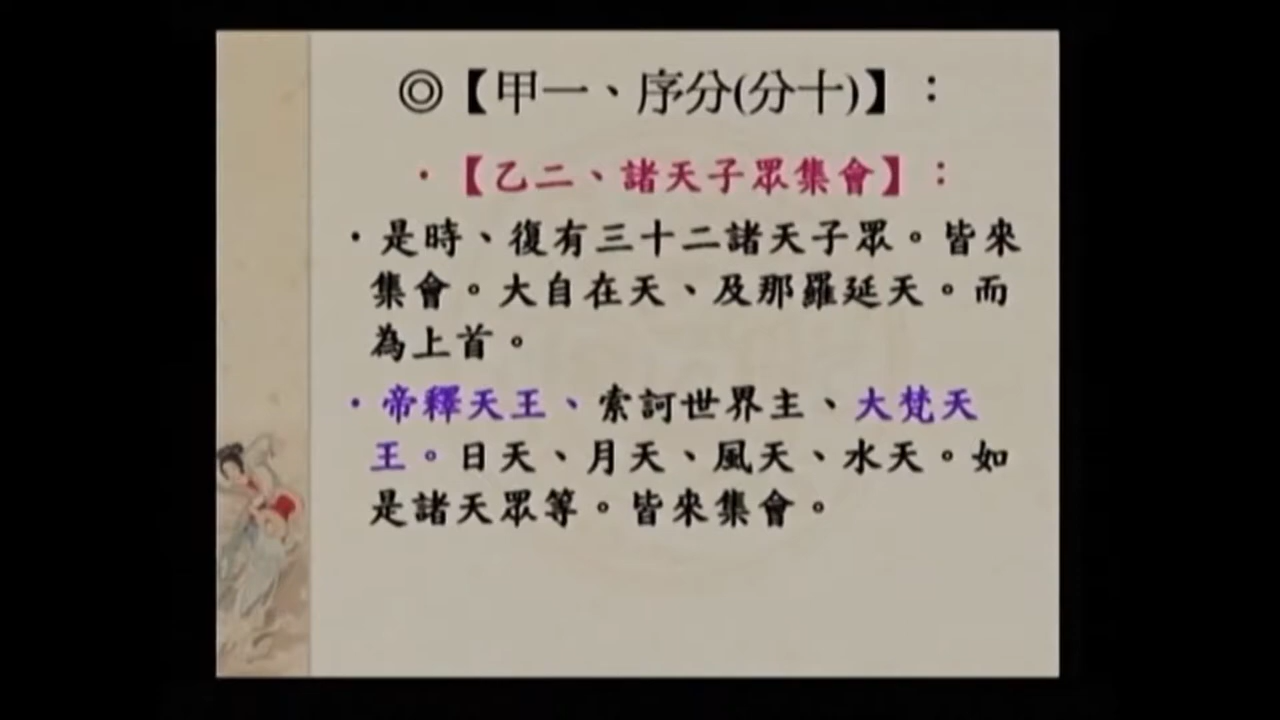 ◎【甲一、序分(分十)】：
·【乙二、諸天子眾集會】：
·是時、復有三十二諸天子眾。皆來
集會。大自在天、及那羅延天。而
為上首。
·帝釋天王、索訶世界主、大梵天
王。日天、月天、風天、水天。如
是諸天眾等。皆來集會。